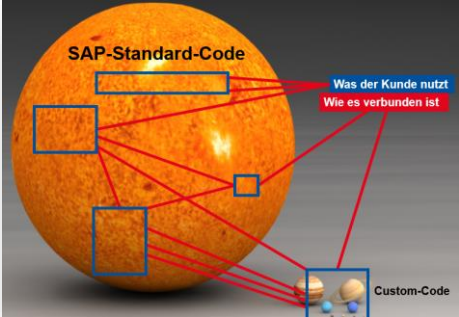 SAP-Standard-Code
Was der Kunde nutzt
Wie es verbunden ist
Custom-Code